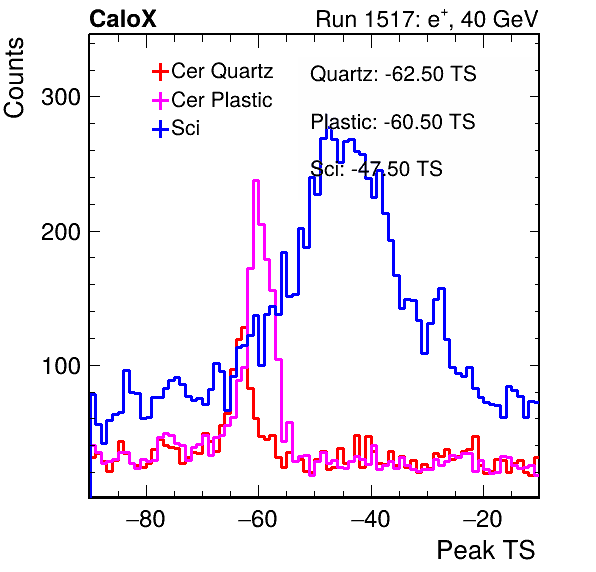 CaloX Run 1517: e+, 40 GeV
Counts
300
200
100
Cer Quartz
Cer Plastic
Sci
Quartz: -62.50 TS
Plastic: -60.50 TS
Sci: -47.50 TS
−80 −60 −40 −20
Peak TS